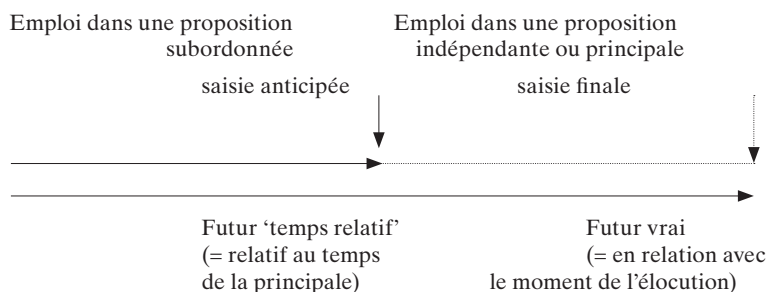 Emploi dans une proposition
subordonnée
saisie anticipée
Emploi dans une proposition
indépendante ou principale
saisie finale
Futur ‘temps relatif’
(= relatif au temps
de la principale)
Futur vrai
(= en relation avec
le moment de l’élocution)